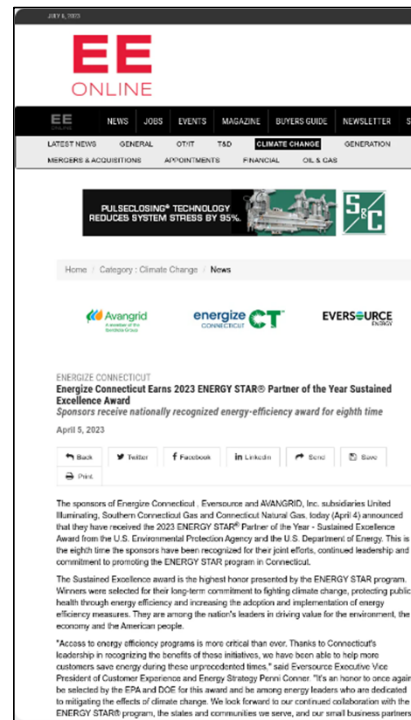 JULY 6, 2023
EE
ONLINE
EE
ONLINE
NEWS JOBS EVENTS MAGAZINE BUYERS GUIDE NEWSLETTER S
LATEST NEWS GENERAL OT/IT T&D CLIMATE CHANGE GENERATION
MERGERS & ACQUISITIONS APPOINTMENTS FINANCIAL OIL & GAS
PULSECLOSING® TECHNOLOGY
REDUCES SYSTEM STRESS BY 95%.
S&C
Home / Category : Climate Change / News
Avangrid
A member of the
Iberdrola Group
energize CT
CONNECTICUT
EVERSOURCE
ENERGY
ENERGIZE CONNECTICUT
Energize Connecticut Earns 2023 ENERGY STAR® Partner of the Year Sustained
Excellence Award
Sponsors receive nationally recognized energy-efficiency award for eighth time
April 5, 2023
Back Twitter Facebook LinkedIn Send Save
Print
The sponsors of Energize Connecticut , Eversource and AVANGRID, Inc. subsidiaries United
Illuminating, Southern Connecticut Gas and Connecticut Natural Gas, today (April 4) announced
that they have received the 2023 ENERGY STAR® Partner of the Year - Sustained Excellence
Award from the U.S. Environmental Protection Agency and the U.S. Department of Energy. This is
the eighth time the sponsors have been recognized for their joint efforts, continued leadership and
commitment to promoting the ENERGY STAR program in Connecticut.
The Sustained Excellence award is the highest honor presented by the ENERGY STAR program.
Winners were selected for their long-term commitment to fighting climate change, protecting public
health through energy efficiency and increasing the adoption and implementation of energy
efficiency measures. They are among the nation's leaders in driving value for the environment, the
economy and the American people.
"Access to energy efficiency programs is more critical than ever. Thanks to Connecticut's
leadership in recognizing the benefits of these initiatives, we have been able to help more
customers save energy during these unprecedented times," said Eversource Executive Vice
President of Customer Experience and Energy Strategy Penni Conner. "It's an honor to once again
be selected by the EPA and DOE for this award and be among energy leaders who are dedicated
to mitigating the effects of climate change. We look forward to our continued collaboration with the
ENERGY STAR® program, the states and communities we serve, and our small business partners